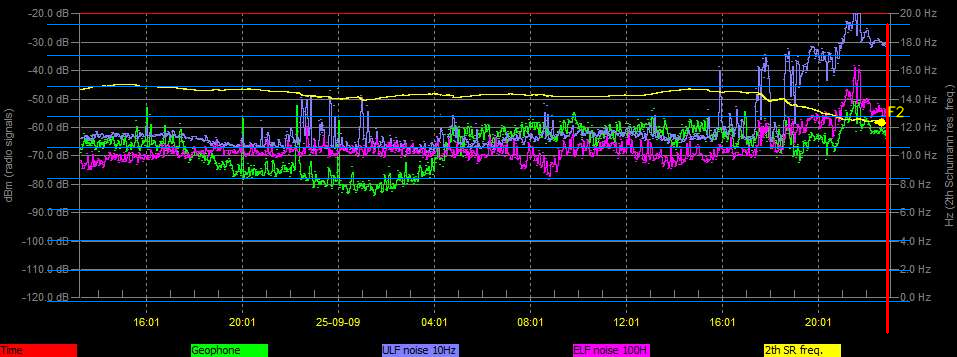 -20.0 dB 20.0 Hz
-30.0 dB 18.0 Hz
-40.0 dB 16.0 Hz
-50.0 dB 14.0 Hz
F2
-60.0 dB 12.0 Hz
-70.0 dB 10.0 Hz
-80.0 dB 8.0 Hz
-90.0 dB 6.0 Hz
-100.0 dB 4.0 Hz
-110.0 dB 2.0 Hz
-120.0 dB 0.0 Hz
dBm (radio signals)
Hz (2th Schumann res. freq.)
16:01 20:01 25-09-09 04:01 08:01 12:01 16:01 20:01
Time Geophone ULF noise 10Hz ELF noise 100H 2th SR freq.